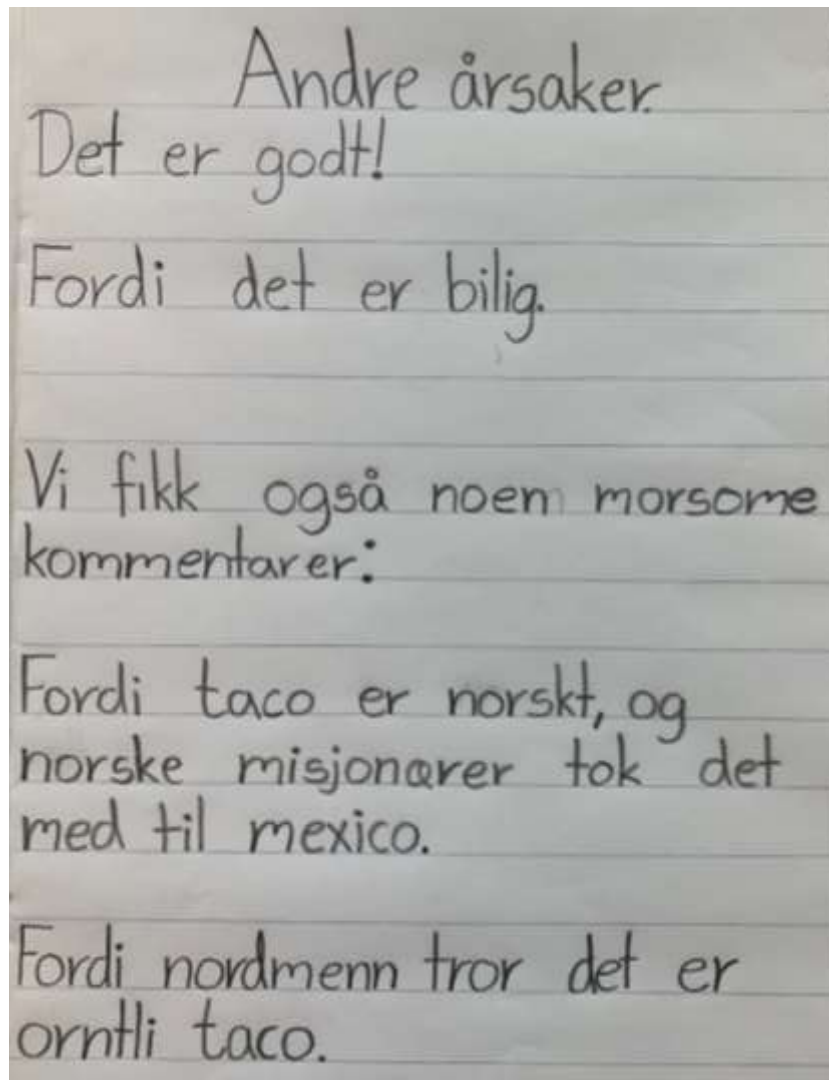 Andre årsaker.
Det er godt!
Fordi det er bilig.
Vi fikk også noen morsome
kommentarer:
Fordi taco er norskt, og
norske misjonærer tok det
med til mexico.
Fordi nordmenn tror det er
orntli taco.